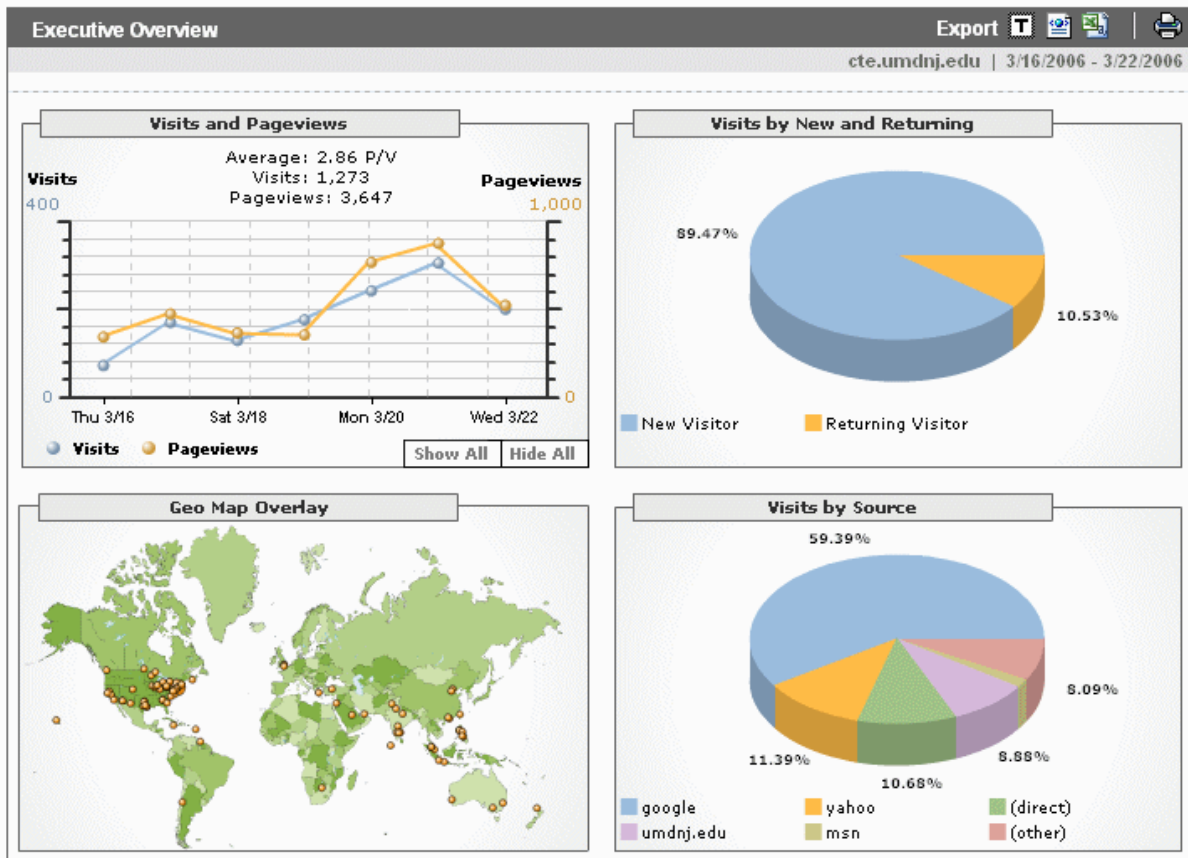 Executive Overview
Export T
cte.umdnj.edu | 3/16/2006 - 3/22/2006
Visits and Pageviews
Average: 2.86 P/V
Visits: 1,273
Pageviews: 3,647
Visits
400
Pageviews
1,000
0
0
Thu 3/16 Sat 3/18 Mon 3/20 Wed 3/22
Visits Pageviews
Show All Hide All
Visits by New and Returning
89.47%
10.53%
New Visitor Returning Visitor
Geo Map Overlay
Visits by Source
59.39%
8.09%
8.88%
11.39%
10.68%
google yahoo (direct)
umdnj.edu msn (other)